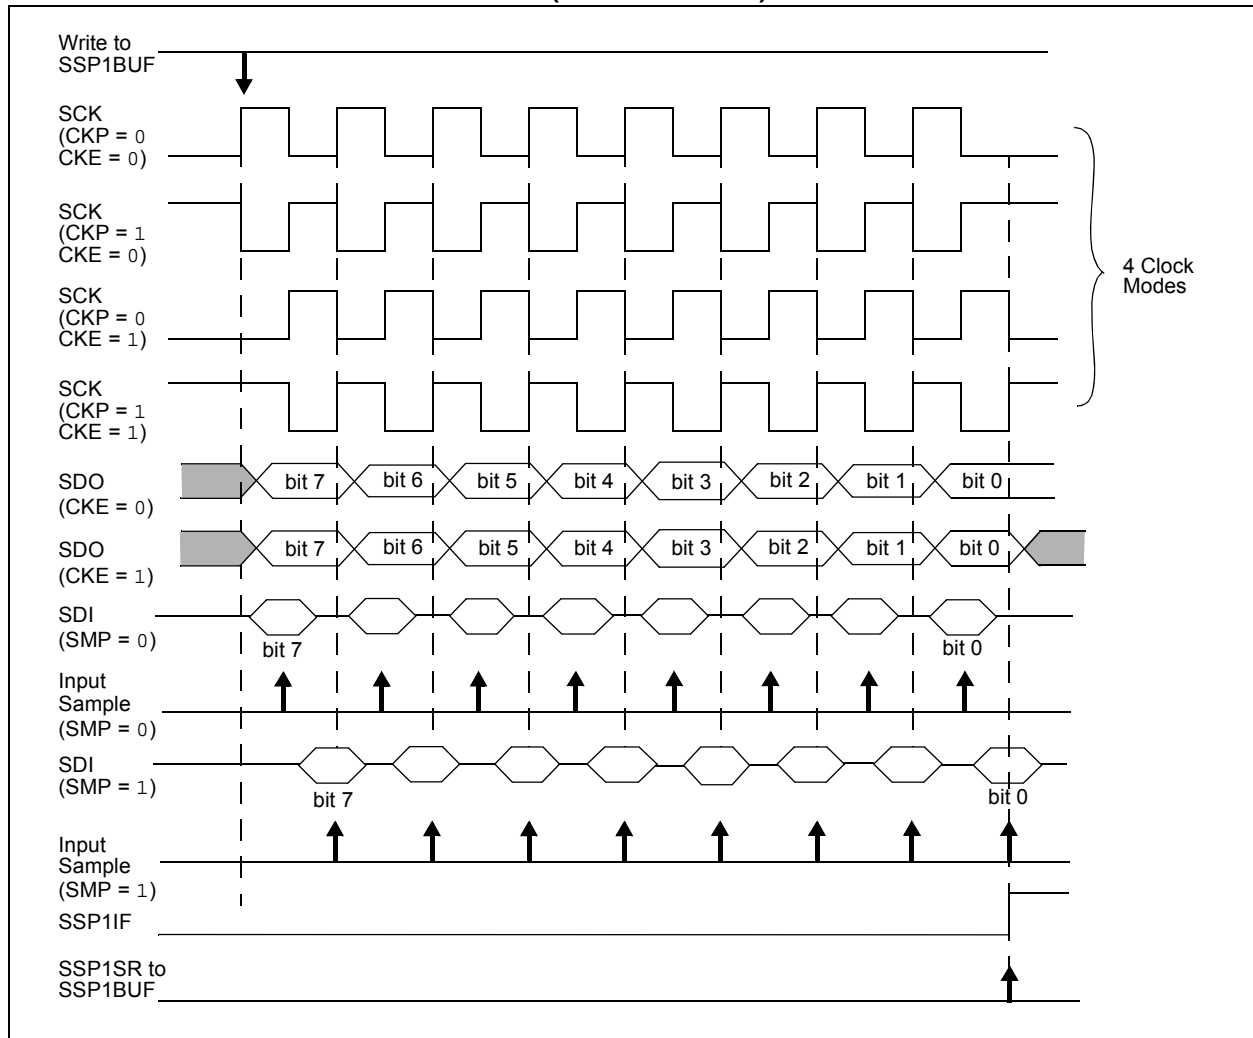 Write to
SSP1BUF
SCK
(CKP = 0
CKE = 0)
SCK
(CKP = 1
CKE = 0)
SCK
(CKP = 0
CKE = 1)
SCK
(CKP = 1
CKE = 1)
4 Clock
Modes
SDO
(CKE = 0)
bit 7 bit 6 bit 5 bit 4 bit 3 bit 2 bit 1 bit 0
SDO
(CKE = 1)
bit 7 bit 6 bit 5 bit 4 bit 3 bit 2 bit 1 bit 0
SDI
(SMP = 0)
bit 7 bit 0
Input
Sample
(SMP = 0)
SDI
(SMP = 1)
bit 7 bit 0
Input
Sample
(SMP = 1)
SSP1IF
SSP1SR to
SSP1BUF